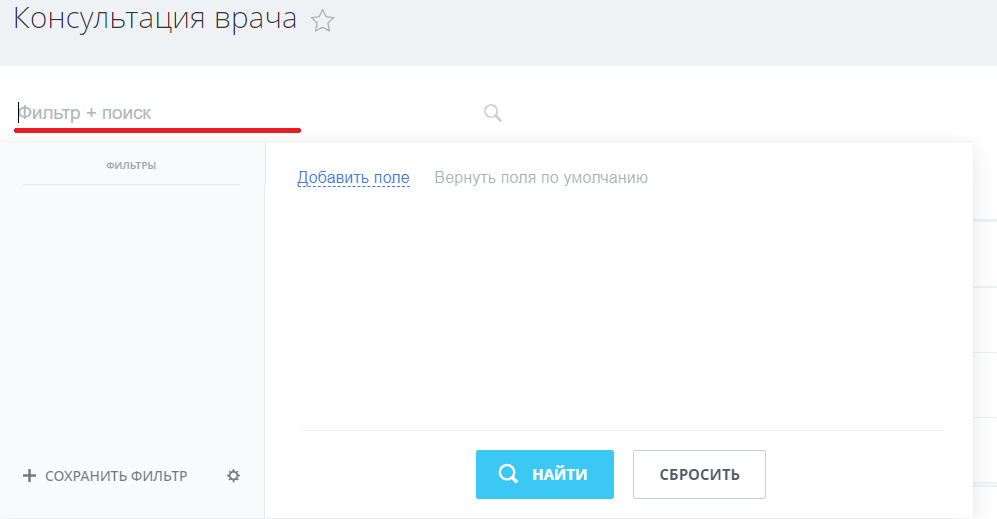 Консультация врача
Фильтр + поиск
ФИЛЬТРЫ
Добавить поле Вернуть поля по умолчанию
СОХРАНИТЬ ФИЛЬТР
НАЙТИ СБРОСИТЬ